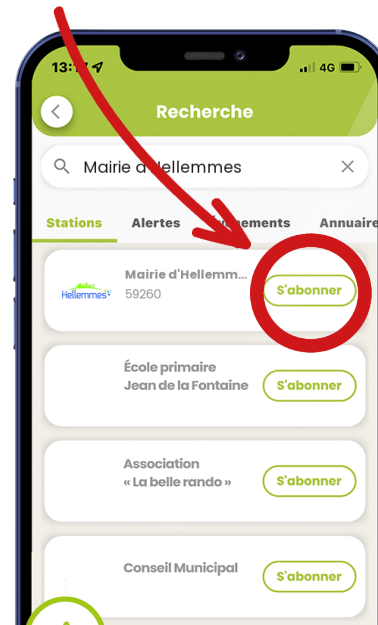 4G
Recherche
Mairie d'Hellemmes
Stations Alertes Événements Annuaire
Mairie d'Hellemm...
59260
Hellemmes
S'abonner
École primaire
Jean de la Fontaine
S'abonner
Association
« La belle rando »
S'abonner
Conseil Municipal
S'abonner